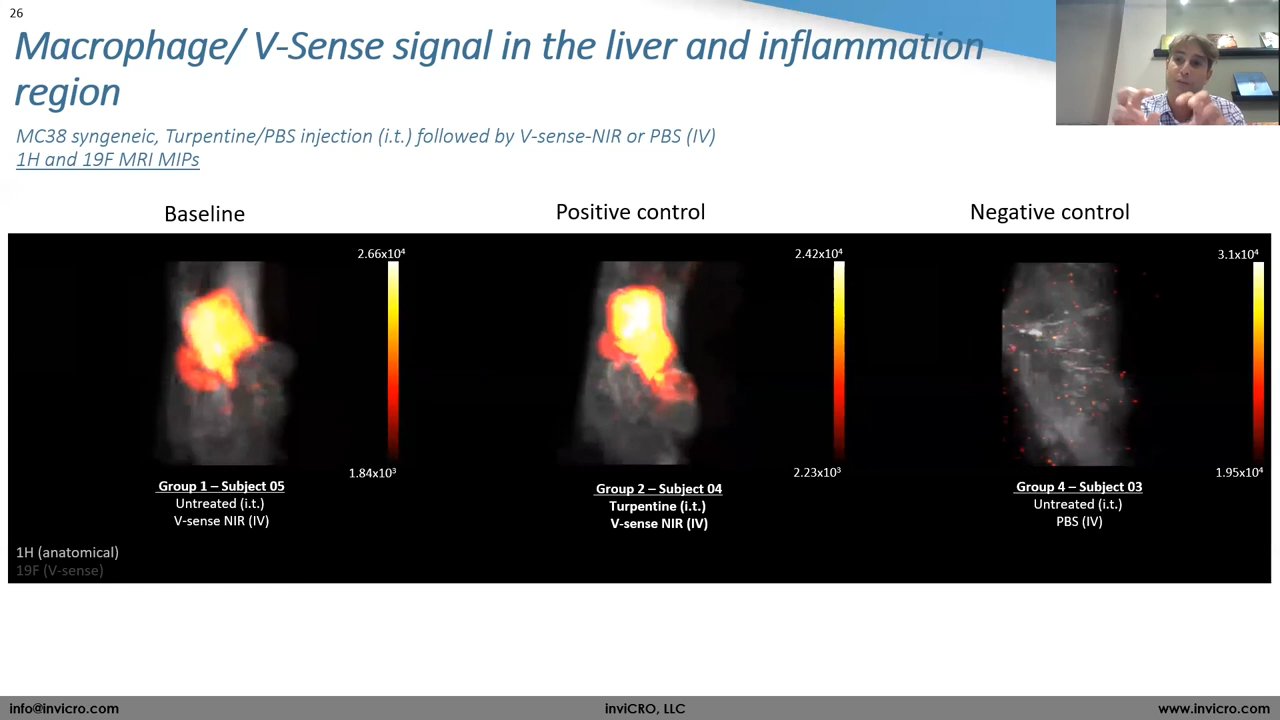 26
Macrophage/ V-Sense signal in the liver and inflammation
region
MC38 syngeneic, Turpentine/PBS injection (i.t.) followed by V-sense-NIR or PBS (IV)
1H and 19F MRI MIPs
Baseline
Positive control
Negative control
2.66x10⁴
2.42x10⁴
3.1x10⁴
1.84x10³
2.23x10³
1.95x10⁴
Group 1 – Subject 05
Untreated (i.t.)
V-sense NIR (IV)
Group 2 – Subject 04
Turpentine (i.t.)
V-sense NIR (IV)
Group 4 – Subject 03
Untreated (i.t.)
PBS (IV)
1H (anatomical)
19F (V-sense)
info@invicro.com
inviCRO, LLC
www.invicro.com